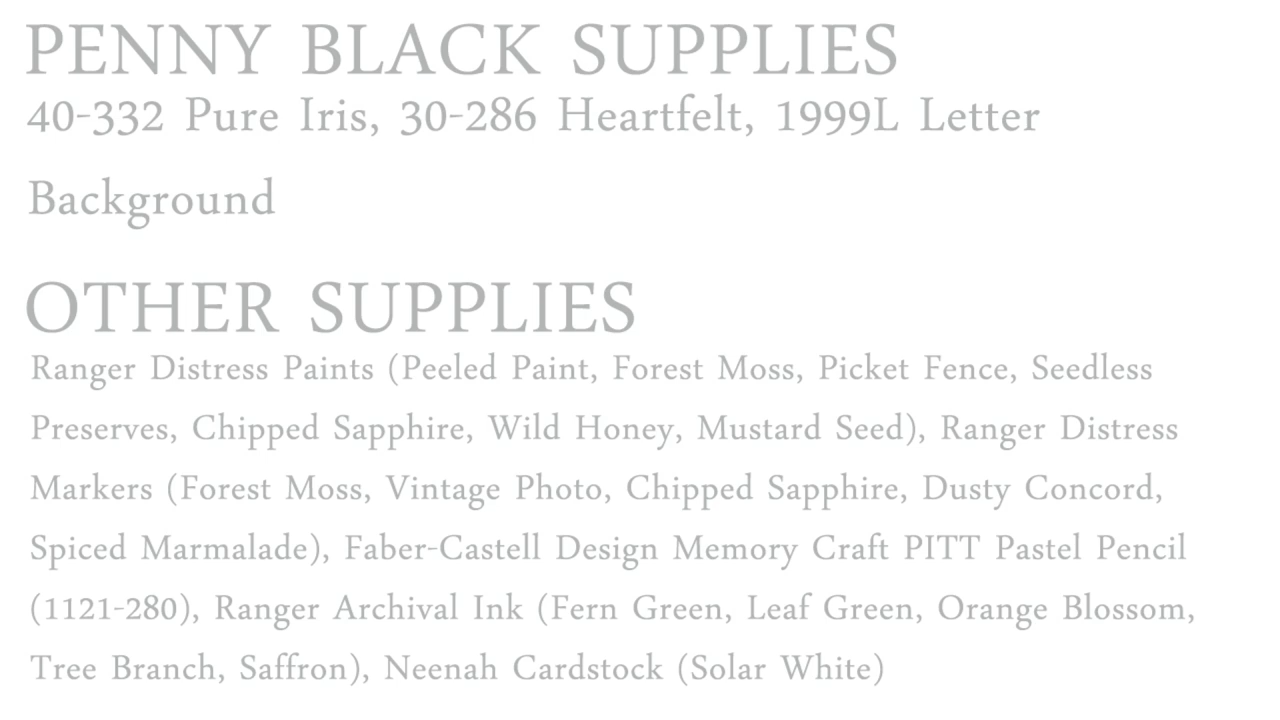 PENNY BLACK SUPPLIES
40-332 Pure Iris, 30-286 Heartfelt, 1999L Letter
Background
OTHER SUPPLIES
Ranger Distress Paints (Peeled Paint, Forest Moss, Picket Fence, Seedless
Preserves, Chipped Sapphire, Wild Honey, Mustard Seed), Ranger Distress
Markers (Forest Moss, Vintage Photo, Chipped Sapphire, Dusty Concord,
Spiced Marmalade), Faber-Castell Design Memory Craft PITT Pastel Pencil
(1121-280), Ranger Archival Ink (Fern Green, Leaf Green, Orange Blossom,
Tree Branch, Saffron), Neenah Cardstock (Solar White)